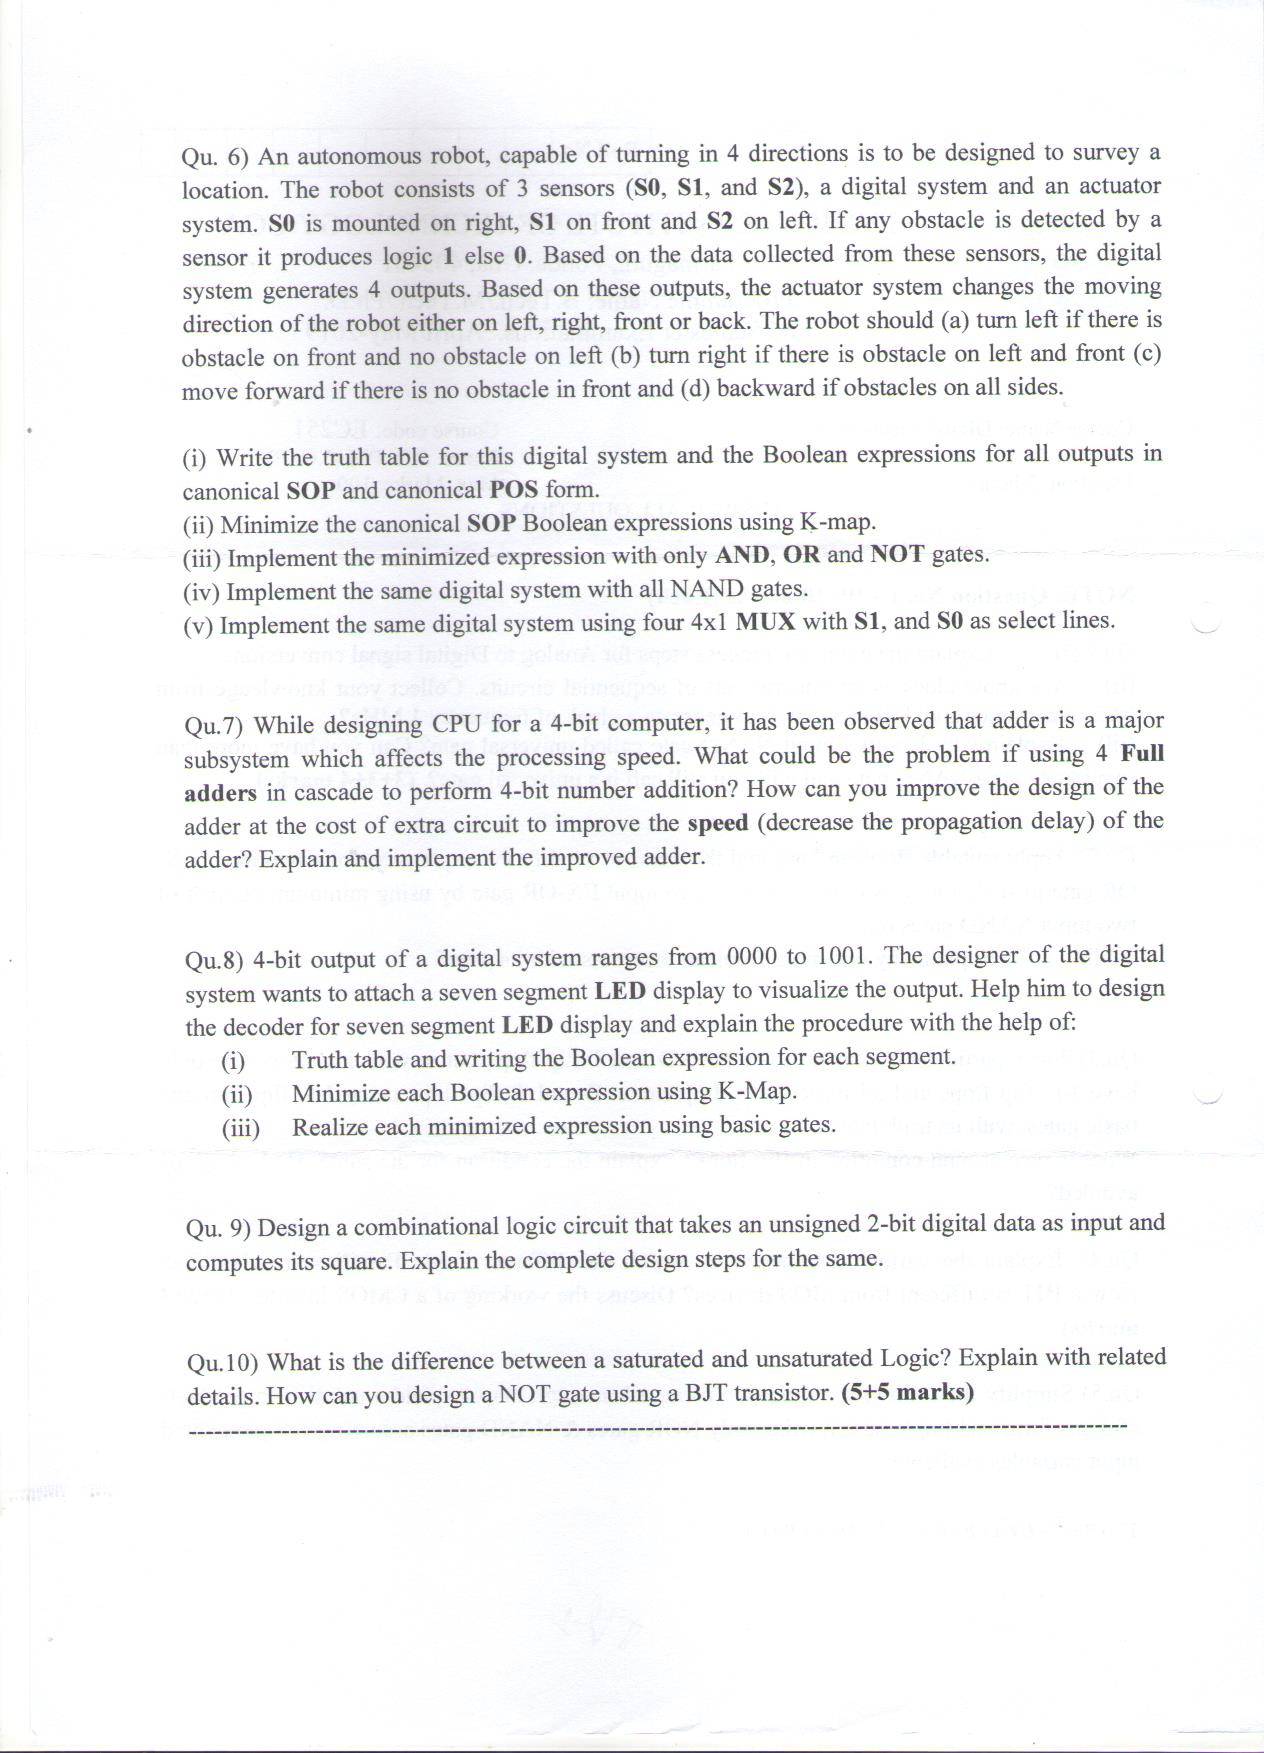 Qu. 6) An autonomous robot, capable of turning in 4 directions is to be designed to survey a
location. The robot consists of 3 sensors (S0, S1, and S2), a digital system and an actuator
system. S0 is mounted on right, S1 on front and S2 on left. If any obstacle is detected by a
sensor it produces logic 1 else 0. Based on the data collected from these sensors, the digital
system generates 4 outputs. Based on these outputs, the actuator system changes the moving
direction of the robot either on left, right, front or back. The robot should (a) turn left if there is
obstacle on front and no obstacle on left (b) turn right if there is obstacle on left and front (c)
move forward if there is no obstacle in front and (d) backward if obstacles on all sides.
(i) Write the truth table for this digital system and the Boolean expressions for all outputs in
canonical SOP and canonical POS form.
(ii) Minimize the canonical SOP Boolean expressions using K-map.
(iii) Implement the minimized expression with only AND, OR and NOT gates.
(iv) Implement the same digital system with all NAND gates.
(v) Implement the same digital system using four 4x1 MUX with S1, and S0 as select lines.
Qu.7) While designing CPU for a 4-bit computer, it has been observed that adder is a major
subsystem which affects the processing speed. What could be the problem if using 4 Full
adders in cascade to perform 4-bit number addition? How can you improve the design of the
adder at the cost of extra circuit to improve the speed (decrease the propagation delay) of the
adder? Explain and implement the improved adder.
Qu.8) 4-bit output of a digital system ranges from 0000 to 1001. The designer of the digital
system wants to attach a seven segment LED display to visualize the output. Help him to design
the decoder for seven segment LED display and explain the procedure with the help of:
(i) Truth table and writing the Boolean expression for each segment.
(ii) Minimize each Boolean expression using K-Map.
(iii) Realize each minimized expression using basic gates.
Qu. 9) Design a combinational logic circuit that takes an unsigned 2-bit digital data as input and
computes its square. Explain the complete design steps for the same.
Qu.10) What is the difference between a saturated and unsaturated Logic? Explain with related
details. How can you design a NOT gate using a BJT transistor. (5+5 marks)